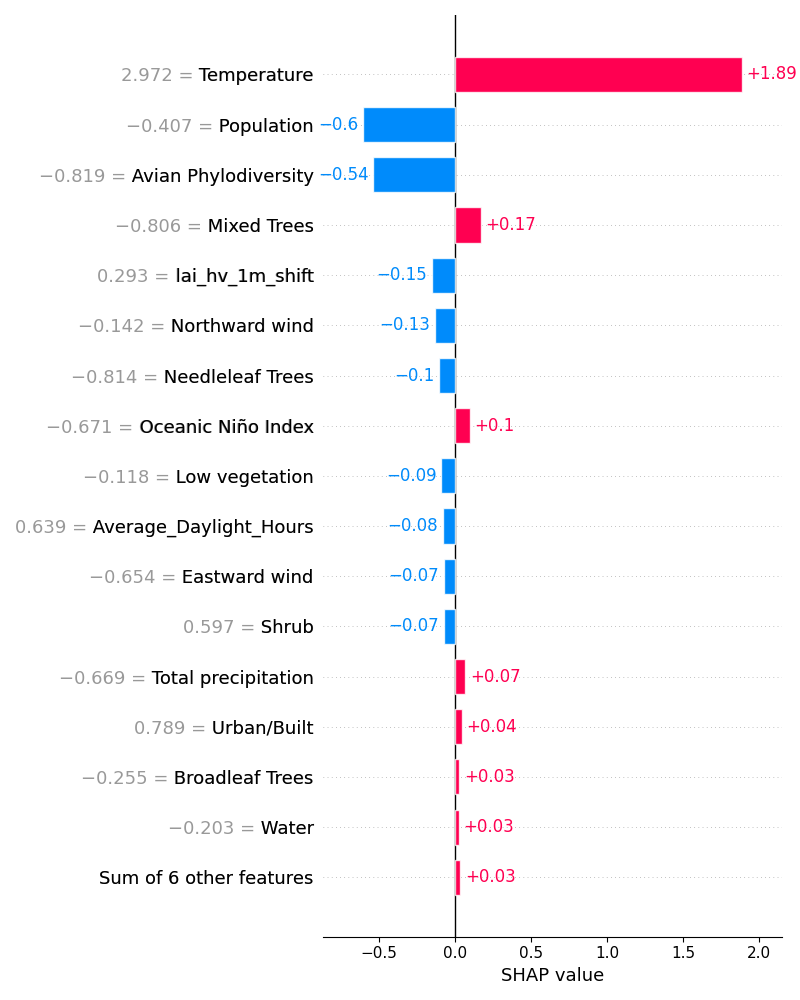 2.972 = Temperature +1.89
−0.407 = Population −0.6
−0.819 = Avian Phylodiversity −0.54
−0.806 = Mixed Trees +0.17
0.293 = lai_hv_1m_shift −0.15
−0.142 = Northward wind −0.13
−0.814 = Needleleaf Trees −0.1
−0.671 = Oceanic Niño Index +0.1
−0.118 = Low vegetation −0.09
0.639 = Average_Daylight_Hours −0.08
−0.654 = Eastward wind −0.07
0.597 = Shrub −0.07
−0.669 = Total precipitation +0.07
0.789 = Urban/Built +0.04
−0.255 = Broadleaf Trees +0.03
−0.203 = Water +0.03
Sum of 6 other features +0.03
−0.5 0.0 0.5 1.0 1.5 2.0
SHAP value